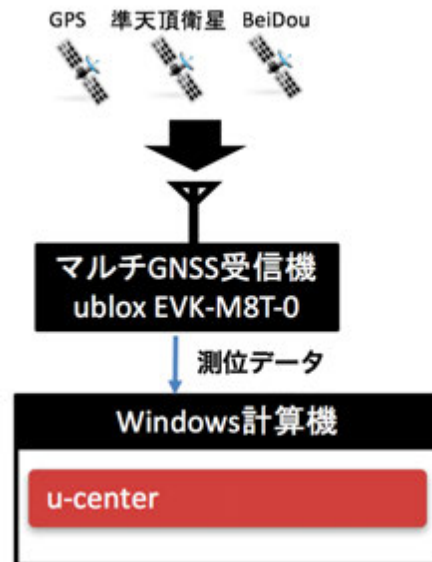 GPS 準天頂衛星 BeiDou
マルチGNSS受信機
ublox EVK-M8T-0
測位データ
Windows計算機
u-center